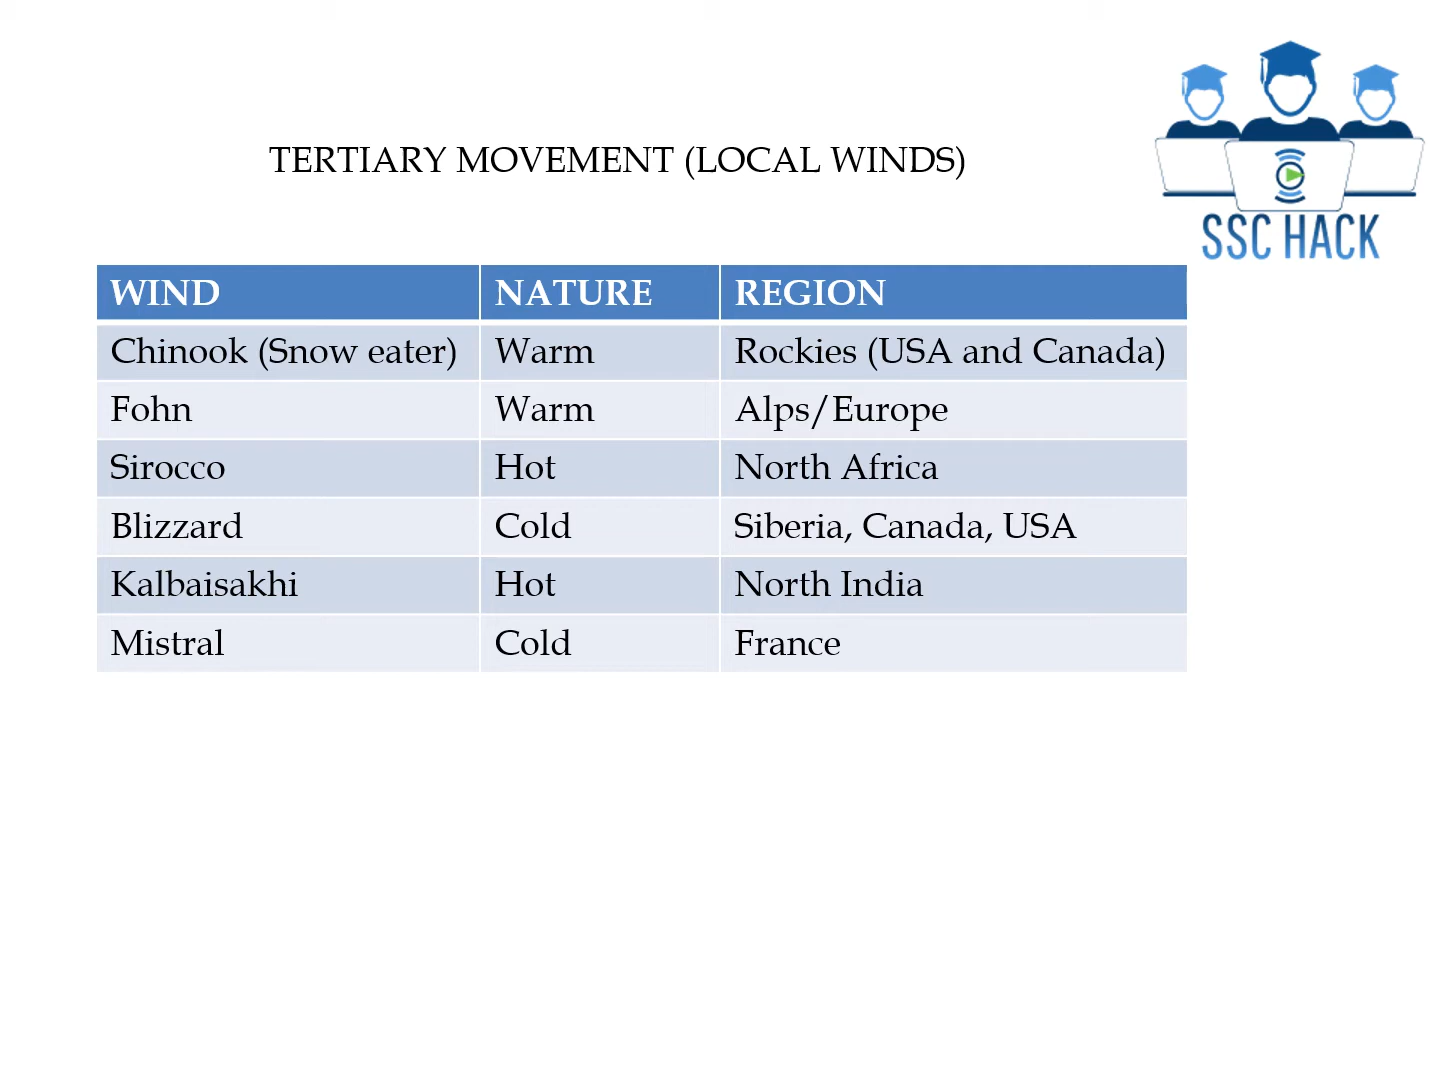 TERTIARY MOVEMENT (LOCAL WINDS)
SSC HACK
WIND NATURE REGION
Chinook (Snow eater) Warm Rockies (USA and Canada)
Fohn Warm Alps/Europe
Sirocco Hot North Africa
Blizzard Cold Siberia, Canada, USA
Kalbaisakhi Hot North India
Mistral Cold France